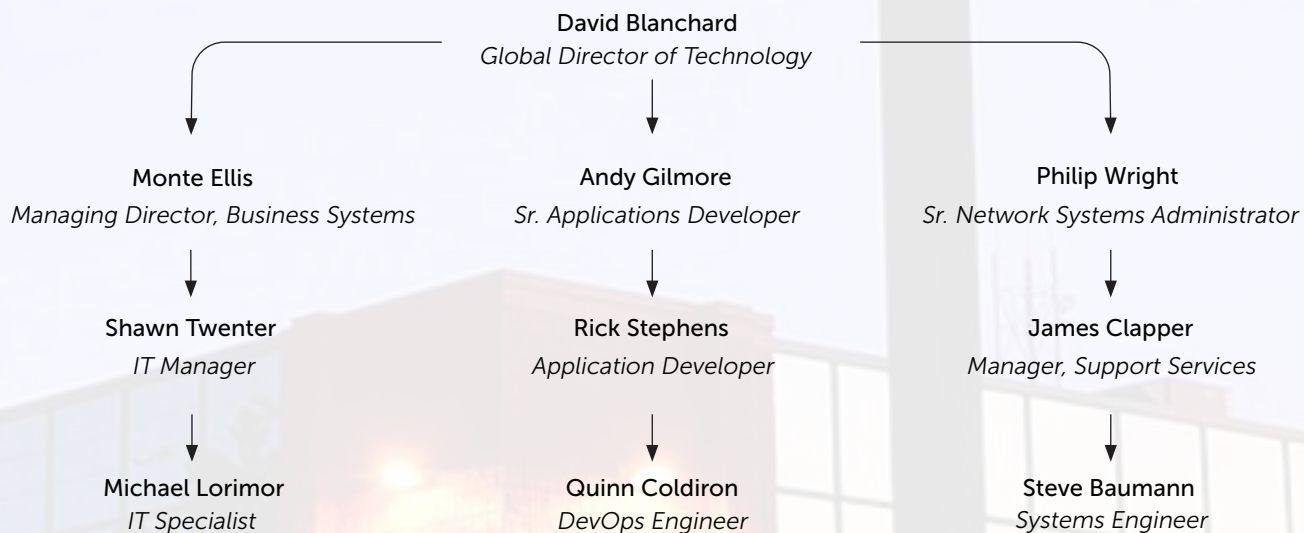 David Blanchard
Global Director of Technology
Monte Ellis
Managing Director, Business Systems
Andy Gilmore
Sr. Applications Developer
Philip Wright
Sr. Network Systems Administrator
Shawn Twenter
IT Manager
Rick Stephens
Application Developer
James Clapper
Manager, Support Services
Michael Lorimor
IT Specialist
Quinn Coldiron
DevOps Engineer
Steve Baumann
Systems Engineer